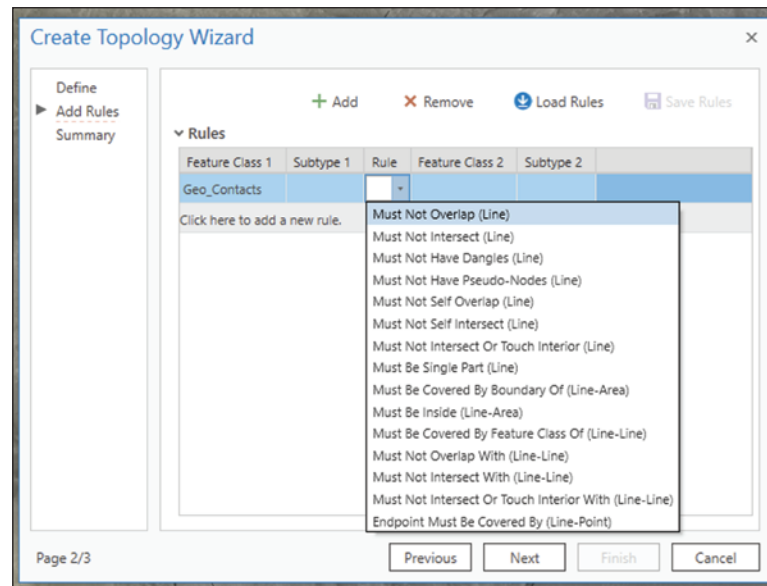 Create Topology Wizard
Define
Add Rules
Summary
Add Remove Load Rules Save Rules
Rules
Feature Class 1 Subtype 1 Rule Feature Class 2 Subtype 2
Geo_Contacts
Click here to add a new rule.
Must Not Overlap (Line)
Must Not Intersect (Line)
Must Not Have Dangles (Line)
Must Not Have Pseudo-Nodes (Line)
Must Not Self Overlap (Line)
Must Not Self Intersect (Line)
Must Not Intersect Or Touch Interior (Line)
Must Be Single Part (Line)
Must Be Covered By Boundary Of (Line-Area)
Must Be Inside (Line-Area)
Must Be Covered By Feature Class Of (Line-Line)
Must Not Overlap With (Line-Line)
Must Not Intersect With (Line-Line)
Must Not Intersect Or Touch Interior With (Line-Line)
Endpoint Must Be Covered By (Line-Point)
Page 2/3 Previous Next Finish Cancel